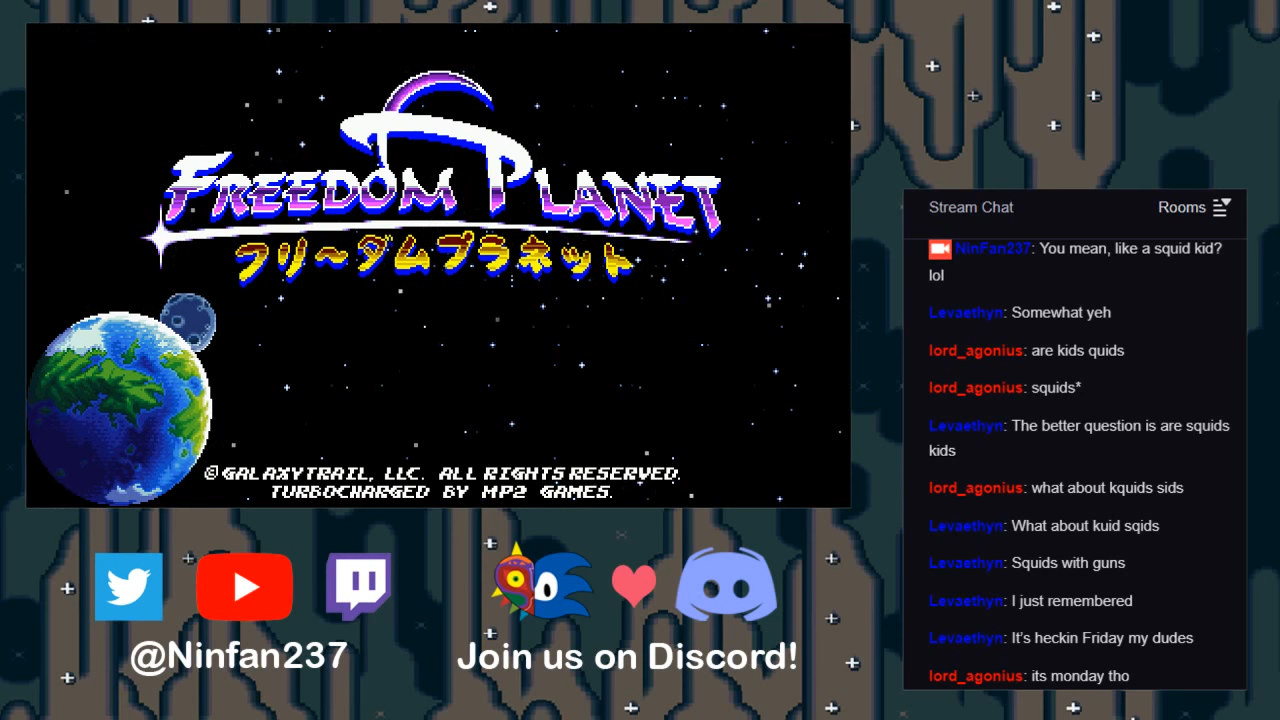 FREEDOM PLANET
フリーダムプラネット
©GALAXYTRAIL, LLC. ALL RIGHTS RESERVED.
TURBOCHARGED BY MP2 GAMES.
@Ninfan237
Join us on Discord!
Stream Chat
Rooms
NinFan237: You mean, like a squid kid?
lol
Levaethyn: Somewhat yeh
lord_agonius: are kids quids
lord_agonius: squids*
Levaethyn: The better question is are squids
kids
lord_agonius: what about kquids sids
Levaethyn: What about kuid sqids
Levaethyn: Squids with guns
Levaethyn: I just remembered
Levaethyn: It's heckin Friday my dudes
lord_agonius: its monday tho